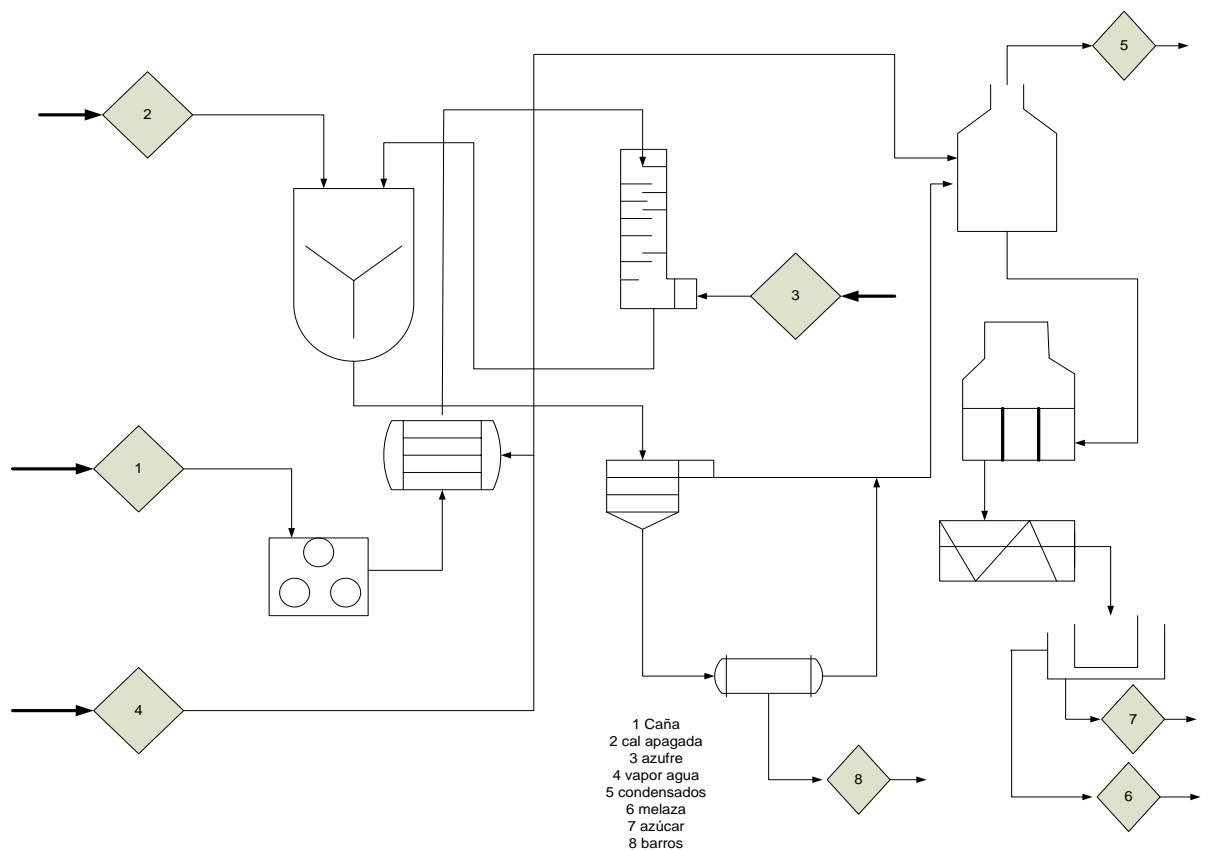 5
2
3
1
4
7
8
6
1 Caña
2 cal apagada
3 azufre
4 vapor agua
5 condensados
6 melaza
7 azúcar
8 barros